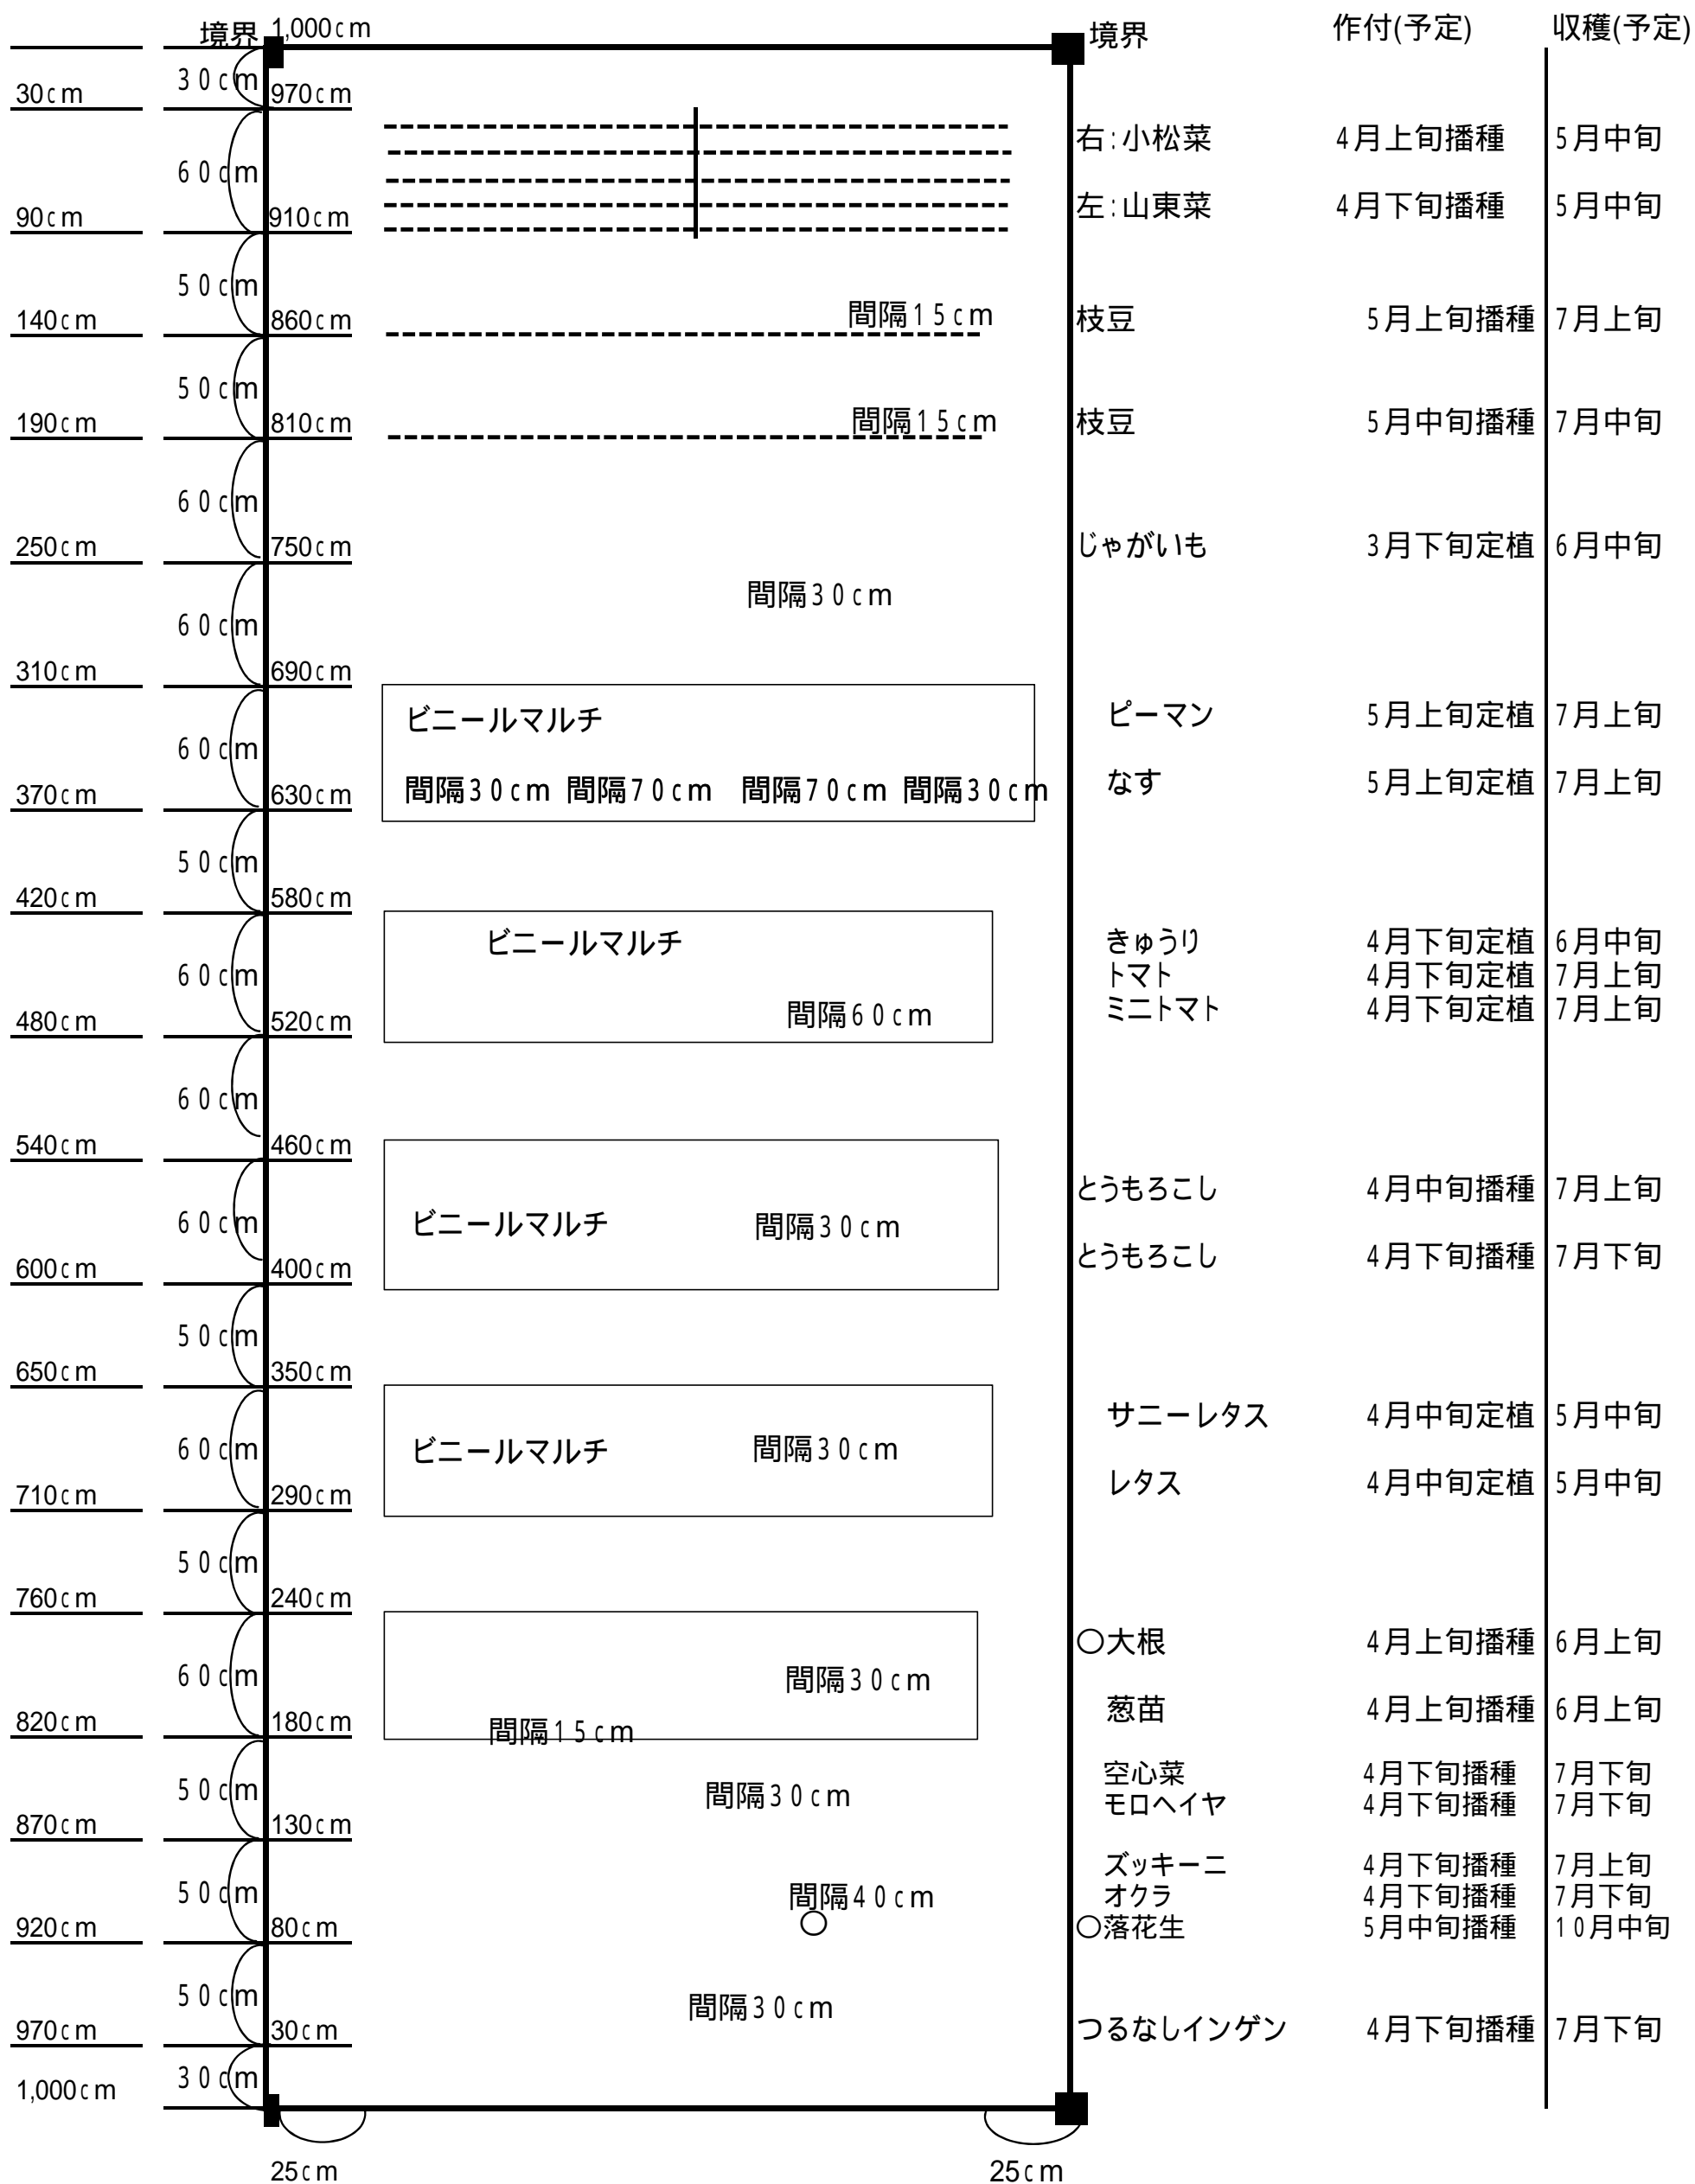 境界 1,000cm 境界 作付(予定) 収穫(予定)
30cm
30cm 970cm
右:小松菜 4月上旬播種 5月中旬
60cm
左:山東菜 4月下旬播種 5月中旬
90cm 910cm
50cm
間隔15cm
140cm 860cm 枝豆 5月上旬播種 7月上旬
50cm
間隔15cm
190cm 810cm 枝豆 5月中旬播種 7月中旬
60cm
250cm 750cm じゃがいも 3月下旬定植 6月中旬
間隔30cm
60cm
310cm 690cm
ビニールマルチ ピーマン 5月上旬定植 7月上旬
60cm
間隔30cm 間隔70cm 間隔70cm 間隔30cm なす 5月上旬定植 7月上旬
370cm 630cm
50cm
420cm 580cm
ビニールマルチ きゅうり 4月下旬定植 6月中旬
60cm トマト 4月下旬定植 7月上旬
間隔60cm ミニトマト 4月下旬定植 7月上旬
480cm 520cm
60cm
540cm 460cm
とうもろこし 4月中旬播種 7月上旬
60cm ビニールマルチ 間隔30cm
とうもろこし 4月下旬播種 7月下旬
600cm 400cm
50cm
650cm 350cm
サニーレタス 4月中旬定植 5月中旬
60cm ビニールマルチ 間隔30cm
レタス 4月中旬定植 5月中旬
710cm 290cm
50cm
760cm 240cm
○大根 4月上旬播種 6月上旬
60cm 間隔30cm
葱苗 4月上旬播種 6月上旬
820cm 180cm 間隔15cm
空心菜 4月下旬播種 7月下旬
50cm 間隔30cm
モロヘイヤ 4月下旬播種 7月下旬
870cm 130cm
ズッキーニ 4月下旬播種 7月上旬
50cm 間隔40cm オクラ 4月下旬播種 7月下旬
920cm 80cm ○ ○落花生 5月中旬播種 10月中旬
50cm 間隔30cm
970cm 30cm つるなしインゲン 4月下旬播種 7月下旬
30cm
1,000cm
25cm 25cm